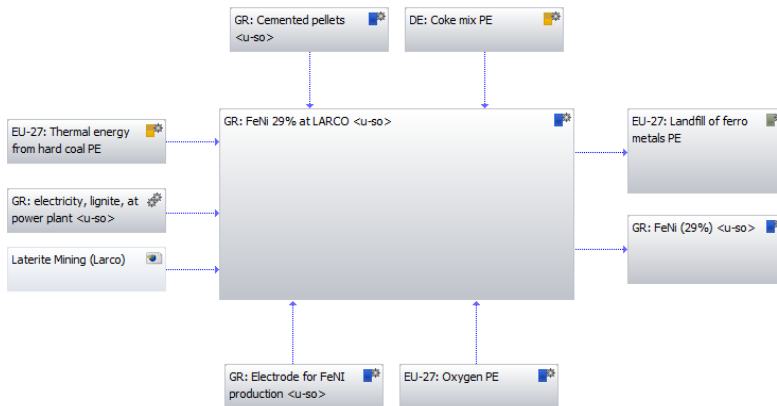 GR: Cemented pellets
<u-so>
DE: Coke mix PE
EU-27: Thermal energy
from hard coal PE
GR: FeNi 29% at LARCO <u-so>
EU-27: Landfill of ferro
metals PE
GR: electricity, lignite, at
power plant <u-so>
GR: FeNi (29%) <u-so>
Laterite Mining (Larco)
GR: Electrode for FeNI
production <u-so>
EU-27: Oxygen PE